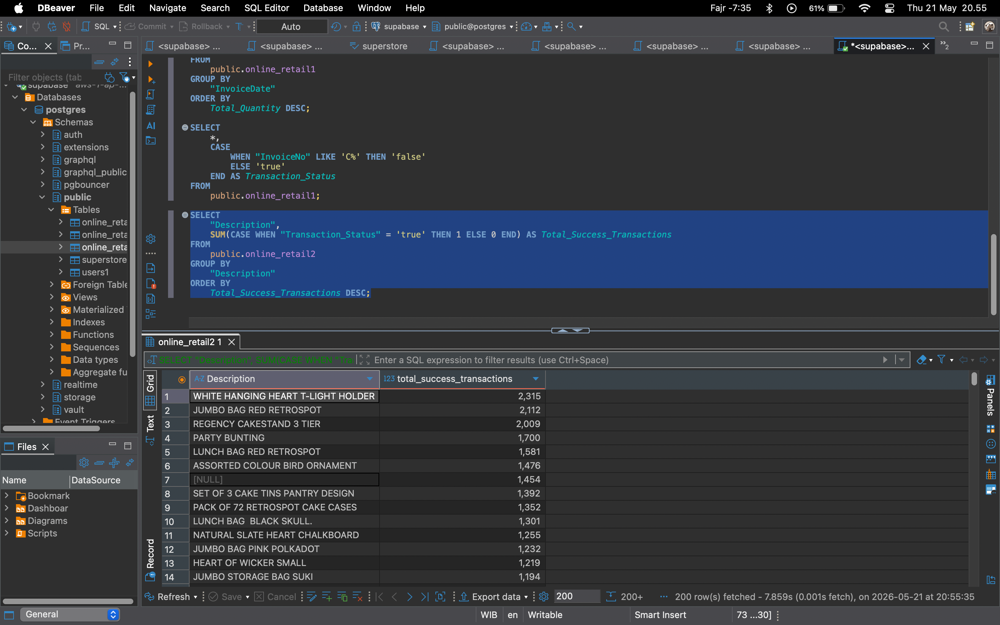 DBeaver File Edit Navigate Search SQL Editor Database Window Help Fajr -7:35 61% Thu 21 May 20.55
SQL Commit Rollback Auto supabase public@postgres
Co... Pr... <supabase> ... <supabase> ... superstore <supabase> ... <supabase> ... <supabase> ... <supabase> ... *<supabase>... »2
Filter objects (tab
supabase aws-1-ap-...
Databases
postgres
Schemas
auth
extensions
graphql
graphql_public
pgbouncer
public
Tables
online_reta
online_reta
online_reta
superstore
users1
Foreign Table
Views
Materialized
Indexes
Functions
Sequences
Data types
Aggregate fu
realtime
storage
vault
Event Triggers
Files
Name DataSource
Bookmark
Dashboar
Diagrams
Scripts
AI
FROM
public.online_retail1
GROUP BY
"InvoiceDate"
ORDER BY
Total_Quantity DESC;
SELECT
*,
CASE
WHEN "InvoiceNo" LIKE 'C%' THEN 'false'
ELSE 'true'
END AS Transaction_Status
FROM
public.online_retail1;
SELECT
"Description",
SUM(CASE WHEN "Transaction_Status" = 'true' THEN 1 ELSE 0 END) AS Total_Success_Transactions
FROM
public.online_retail2
GROUP BY
"Description"
ORDER BY
Total_Success_Transactions DESC;
online_retail2 1
SELECT "Description", SUM(CASE WHEN "Tra Enter a SQL expression to filter results (use Ctrl+Space)
Grid
Text
Record
Panels
A-Z Description 123 total_success_transactions
1 WHITE HANGING HEART T-LIGHT HOLDER 2,315
2 JUMBO BAG RED RETROSPOT 2,112
3 REGENCY CAKESTAND 3 TIER 2,009
4 PARTY BUNTING 1,700
5 LUNCH BAG RED RETROSPOT 1,581
6 ASSORTED COLOUR BIRD ORNAMENT 1,476
7 [NULL] 1,454
8 SET OF 3 CAKE TINS PANTRY DESIGN 1,392
9 PACK OF 72 RETROSPOT CAKE CASES 1,352
10 LUNCH BAG  BLACK SKULL. 1,301
11 NATURAL SLATE HEART CHALKBOARD 1,255
12 JUMBO BAG PINK POLKADOT 1,232
13 HEART OF WICKER SMALL 1,219
14 JUMBO STORAGE BAG SUKI 1,194
Refresh Save Cancel Export data 200 200+ ... 200 row(s) fetched - 7.859s (0.001s fetch), on 2026-05-21 at 20:55:35
General WIB en Writable Smart Insert 73 ...30]